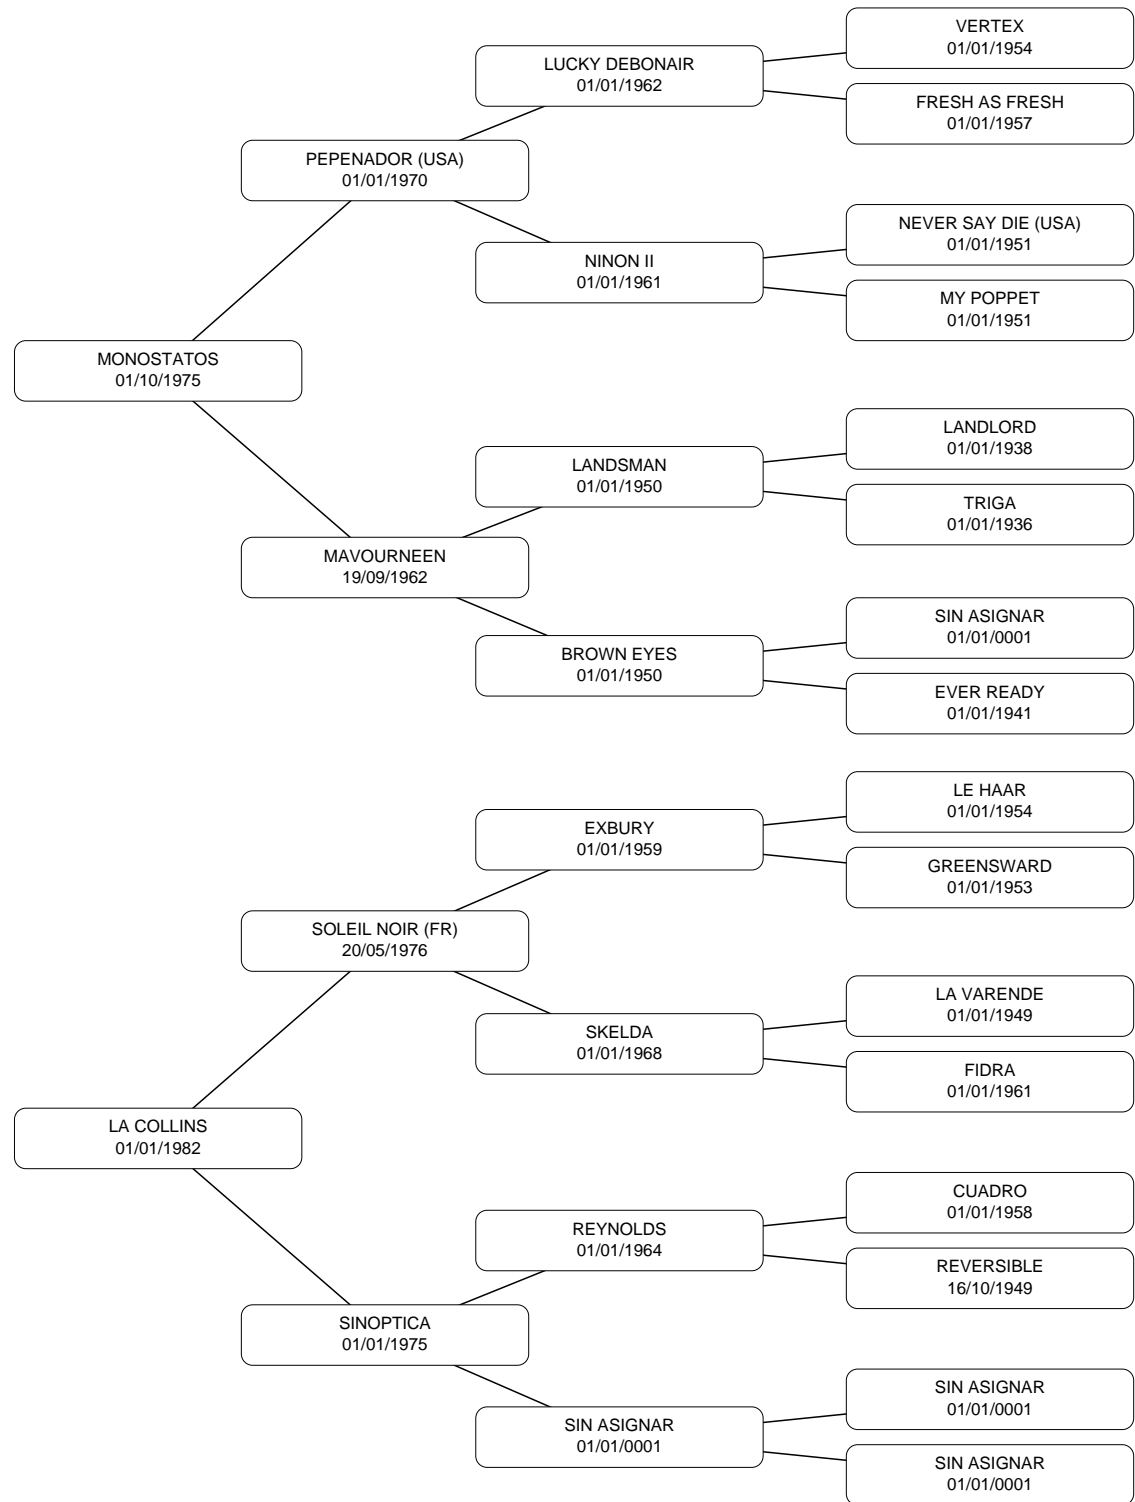 VERTEX
01/01/1954
LUCKY DEBONAIR
01/01/1962
FRESH AS FRESH
01/01/1957
PEPENADOR (USA)
01/01/1970
NEVER SAY DIE (USA)
01/01/1951
NINON II
01/01/1961
MY POPPET
01/01/1951
MONOSTATOS
01/10/1975
LANDLORD
01/01/1938
LANDSMAN
01/01/1950
TRIGA
01/01/1936
MAVOURNEEN
19/09/1962
SIN ASIGNAR
01/01/0001
BROWN EYES
01/01/1950
EVER READY
01/01/1941
LE HAAR
01/01/1954
EXBURY
01/01/1959
GREENSWARD
01/01/1953
SOLEIL NOIR (FR)
20/05/1976
LA VARENDE
01/01/1949
SKELDA
01/01/1968
FIDRA
01/01/1961
LA COLLINS
01/01/1982
CUADRO
01/01/1958
REYNOLDS
01/01/1964
REVERSIBLE
16/10/1949
SINOPTICA
01/01/1975
SIN ASIGNAR
01/01/0001
SIN ASIGNAR
01/01/0001
SIN ASIGNAR
01/01/0001